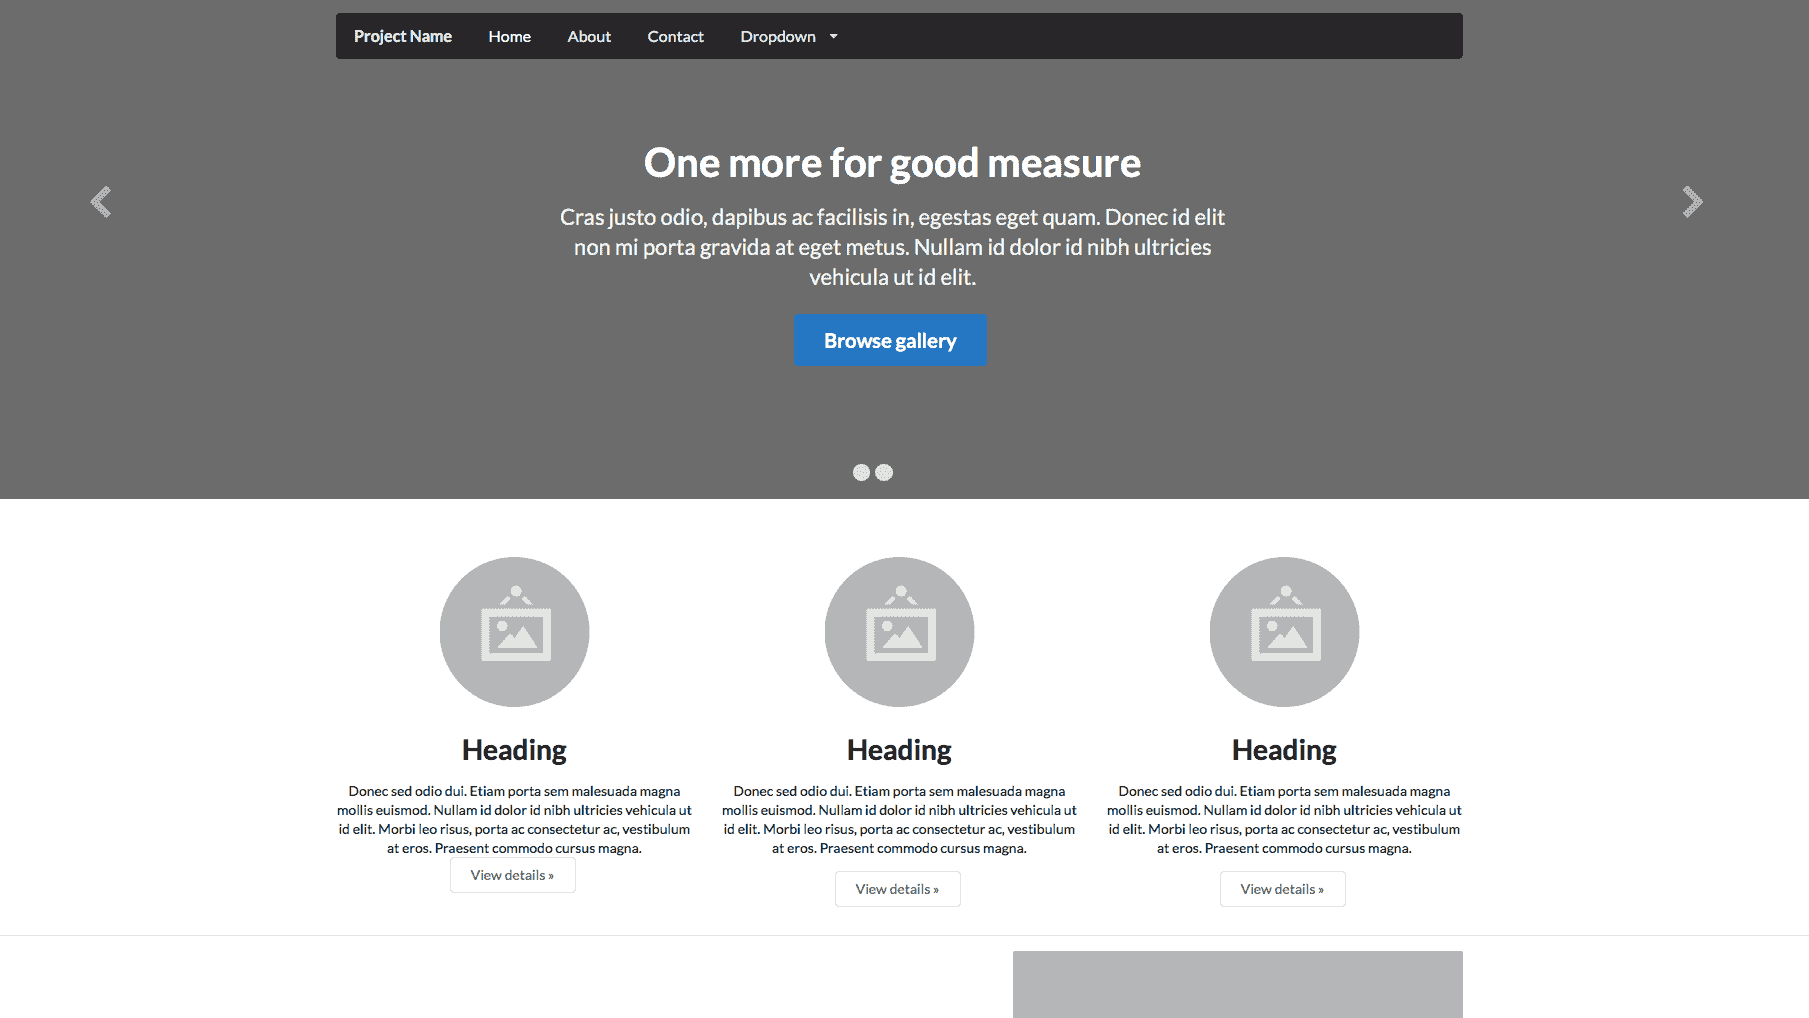 Project Name Home About Contact Dropdown
One more for good measure
Cras justo odio, dapibus ac facilisis in, egestas eget quam. Donec id elit
non mi porta gravida at eget metus. Nullam id dolor id nibh ultricies
vehicula ut id elit.
Browse gallery
Heading
Donec sed odio dui. Etiam porta sem malesuada magna
mollis euismod. Nullam id dolor id nibh ultricies vehicula ut
id elit. Morbi leo risus, porta ac consectetur ac, vestibulum
at eros. Praesent commodo cursus magna.
View details »
Heading
Donec sed odio dui. Etiam porta sem malesuada magna
mollis euismod. Nullam id dolor id nibh ultricies vehicula ut
id elit. Morbi leo risus, porta ac consectetur ac, vestibulum
at eros. Praesent commodo cursus magna.
View details »
Heading
Donec sed odio dui. Etiam porta sem malesuada magna
mollis euismod. Nullam id dolor id nibh ultricies vehicula ut
id elit. Morbi leo risus, porta ac consectetur ac, vestibulum
at eros. Praesent commodo cursus magna.
View details »